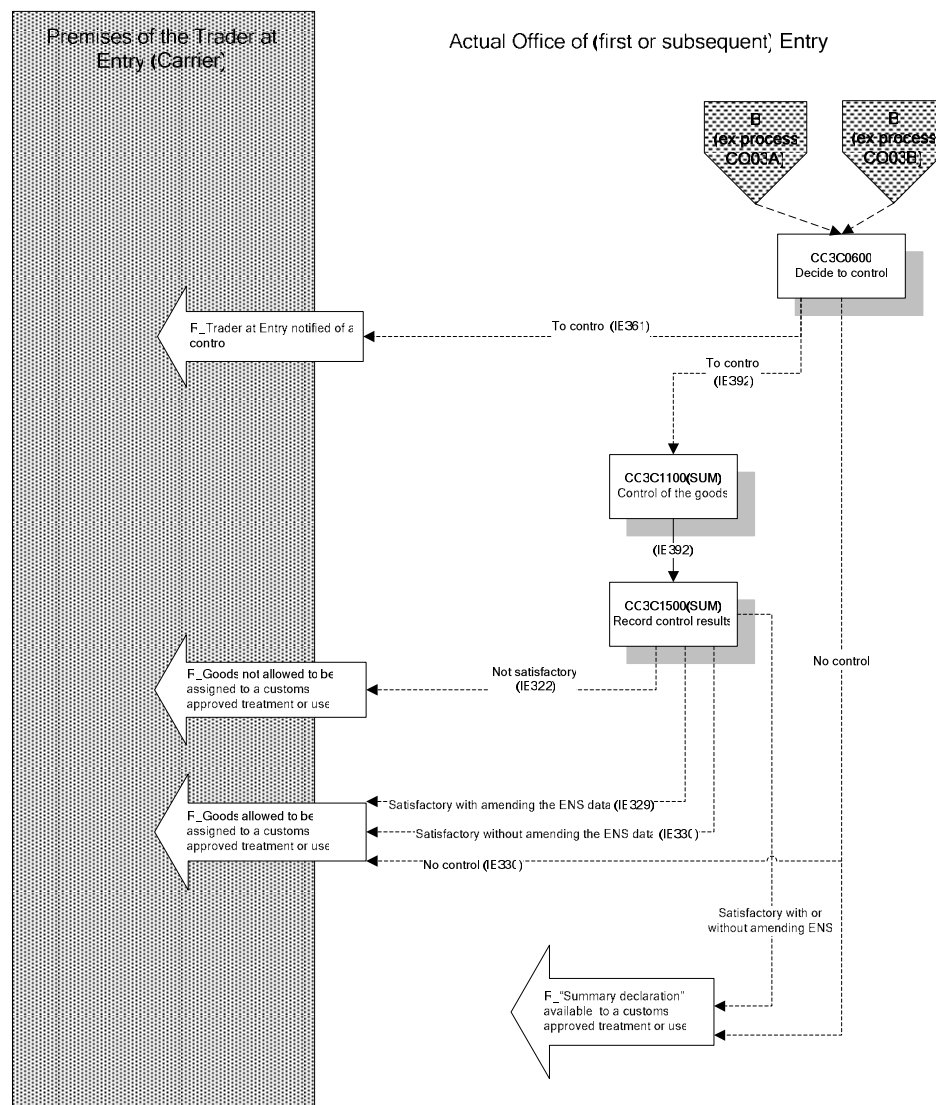 Premises of the Trader at
Entry (Carrier)
Actual Office of (first or subsequent) Entry
B
(ex process
CO03A)
B
(ex process
CO03B)
CC3C0600
Decide to control
R_Trader at Entry notified of a
control
To control (IE361)
To control
(IE392)
CC3C1100(SUM)
Control of the goods
(IE392)
CC3C1500(SUM)
Record control results
No control
R_Goods not allowed to be
assigned to a customs
approved treatment or use
Not satisfactory
(IE322)
R_Goods allowed to be
assigned to a customs
approved treatment or use
Satisfactory with amending the ENS data (IE329)
Satisfactory without amending the ENS data (IE330)
No control (IE330)
Satisfactory with or
without amending ENS
R_“Summary declaration”
available to a customs
approved treatment or use